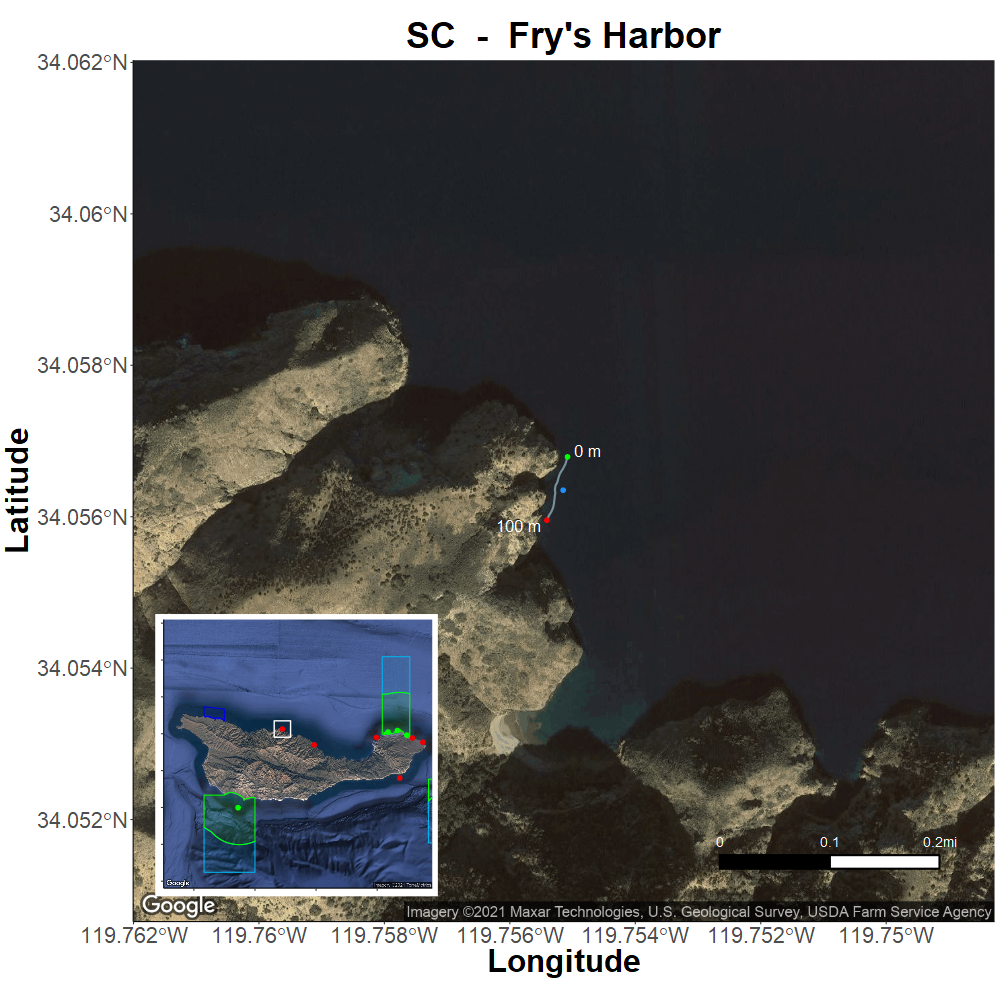 SC - Fry's Harbor
34.062°N
34.06°N
34.058°N
34.056°N
34.054°N
34.052°N
Latitude
0 m
100 m
0 0.1 0.2mi
Google
Google
Imagery ©2021 Maxar Technologies, U.S. Geological Survey, USDA Farm Service Agency
119.762°W 119.76°W 119.758°W 119.756°W 119.754°W 119.752°W 119.75°W
Longitude